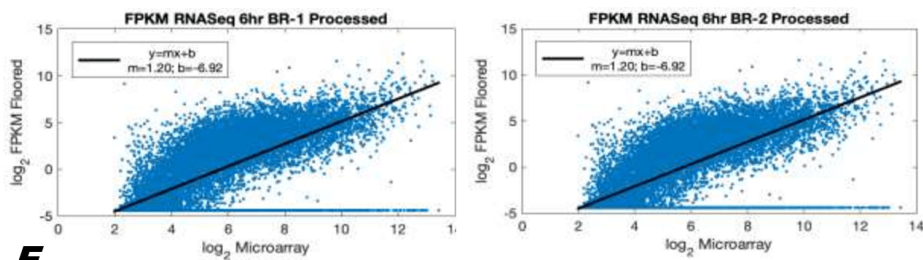 FPKM RNASeq 6hr BR-1 Processed
15
10
5
0
-5
log2 FPKM Floored
y=mx+b
m=1.20; b=-6.92
0 2 4 6 8 10 12 14
log2 Microarray
FPKM RNASeq 6hr BR-2 Processed
15
10
5
0
-5
log2 FPKM Floored
y=mx+b
m=1.20; b=-6.92
0 2 4 6 8 10 12 14
log2 Microarray